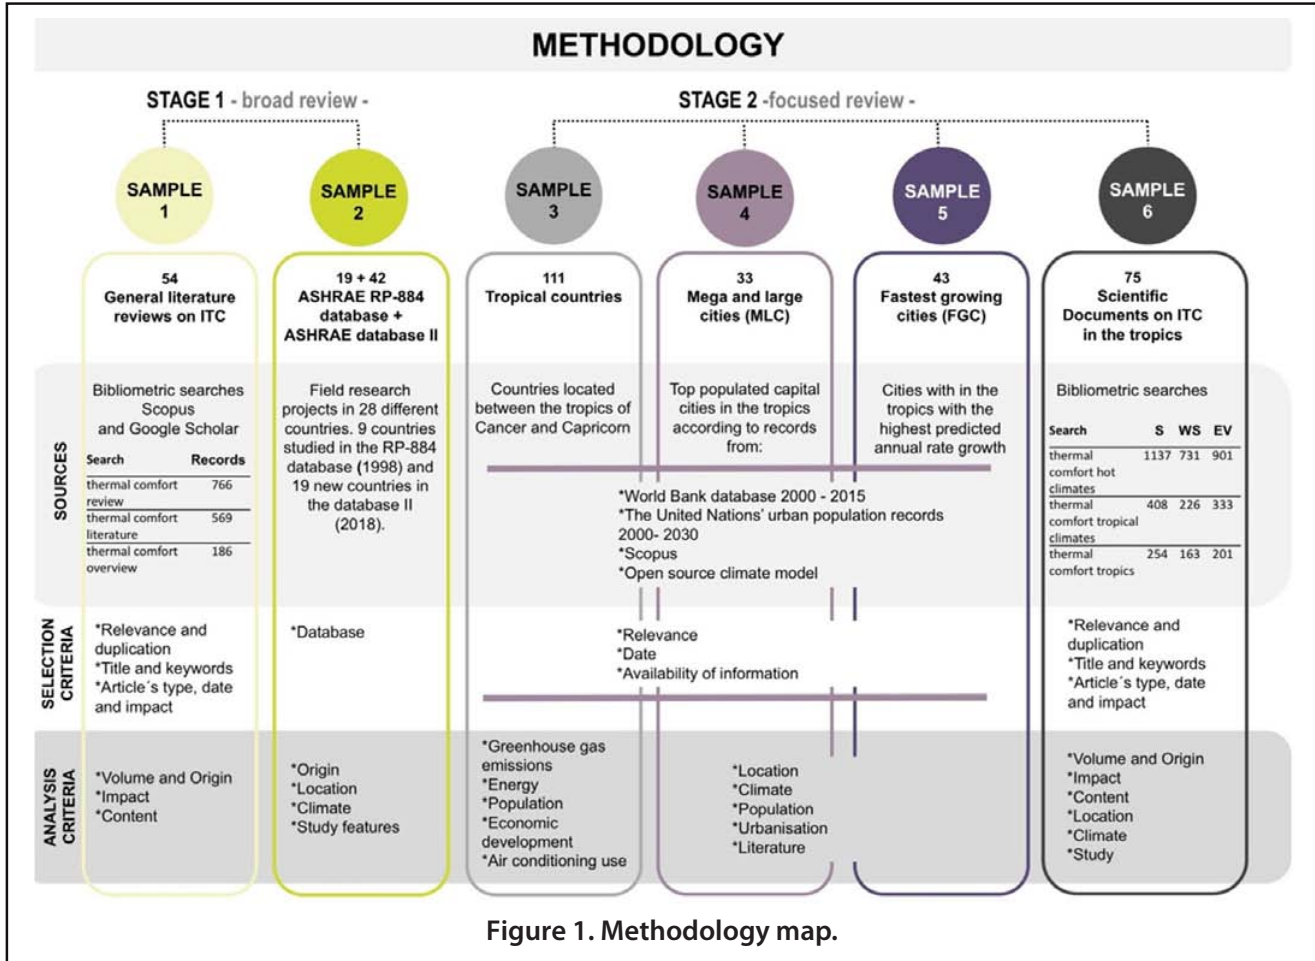 METHODOLOGY
STAGE 1 - broad review -
STAGE 2 -focused review -
SAMPLE
1
SAMPLE
2
SAMPLE
3
SAMPLE
4
SAMPLE
5
SAMPLE
6
54
General literature
reviews on ITC
19 + 42
ASHRAE RP-884
database +
ASHRAE database II
111
Tropical countries
33
Mega and large
cities (MLC)
43
Fastest growing
cities (FGC)
75
Scientific
Documents on ITC
in the tropics
SOURCES
Bibliometric searches
Scopus
and Google Scholar
Search Records
thermal comfort 766
review
thermal comfort 569
literature
thermal comfort 186
overview
Field research
projects in 28 different
countries. 9 countries
studied in the RP-884
database (1998) and
19 new countries in
the database II
(2018).
Countries located
between the tropics of
Cancer and Capricorn
Top populated capital
cities in the tropics
according to records
from:
Cities with in the
tropics with the
highest predicted
annual rate growth
*World Bank database 2000 - 2015
*The United Nations' urban population records
2000- 2030
*Scopus
*Open source climate model
Bibliometric searches
Search S WS EV
thermal 1137 731 901
comfort hot
climates
thermal 408 226 333
comfort tropical
climates
thermal 254 163 201
comfort tropics
SELECTION
CRITERIA
*Relevance and
duplication
*Title and keywords
*Article´s type, date
and impact
*Database
*Relevance
*Date
*Availability of information
*Relevance and
duplication
*Title and keywords
*Article´s type, date
and impact
ANALYSIS
CRITERIA
*Volume and Origin
*Impact
*Content
*Origin
*Location
*Climate
*Study features
*Greenhouse gas
emissions
*Energy
*Population
*Economic
development
*Air conditioning use
*Location
*Climate
*Population
*Urbanisation
*Literature
*Volume and Origin
*Impact
*Content
*Location
*Climate
*Study
Figure 1. Methodology map.